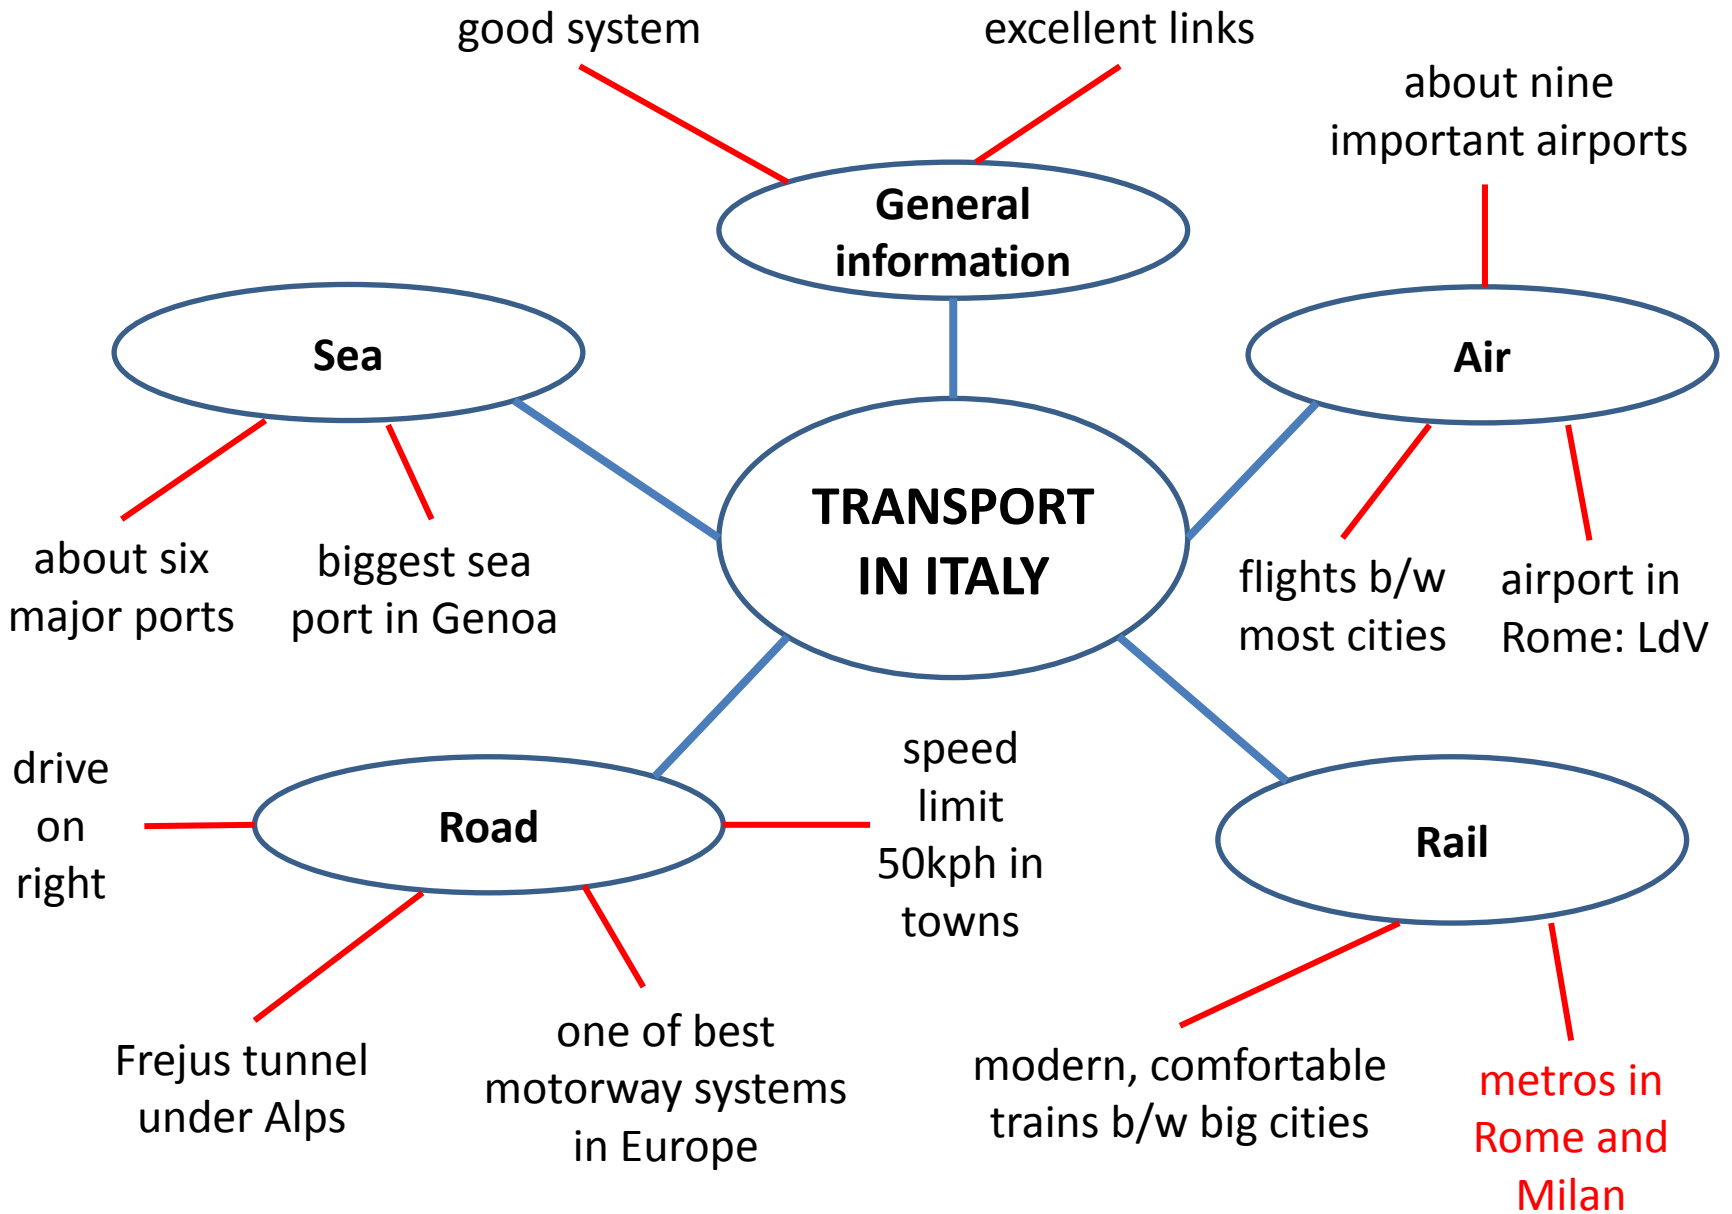 good system
excellent links
about nine
important airports
General
information
Sea
Air
TRANSPORT
IN ITALY
about six
major ports
biggest sea
port in Genoa
flights b/w
most cities
airport in
Rome: LdV
drive
on
right
Road
speed
limit
50kph in
towns
Rail
Frejus tunnel
under Alps
one of best
motorway systems
in Europe
modern, comfortable
trains b/w big cities
metros in
Rome and
Milan